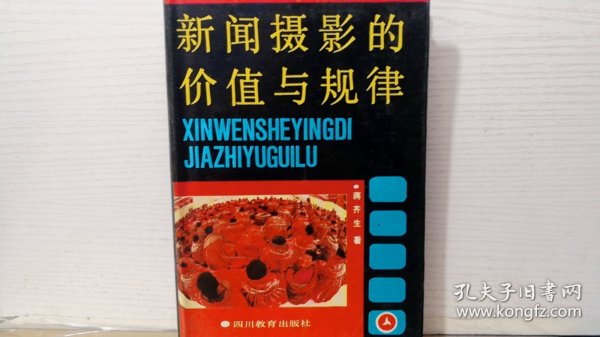 新闻摄影的
价值与规律
XINWENSHEYINGDI
JIAZHIYUGUILU
●蒋齐生 著
●四川教育出版社
孔夫子旧书网
www.kongfz.com